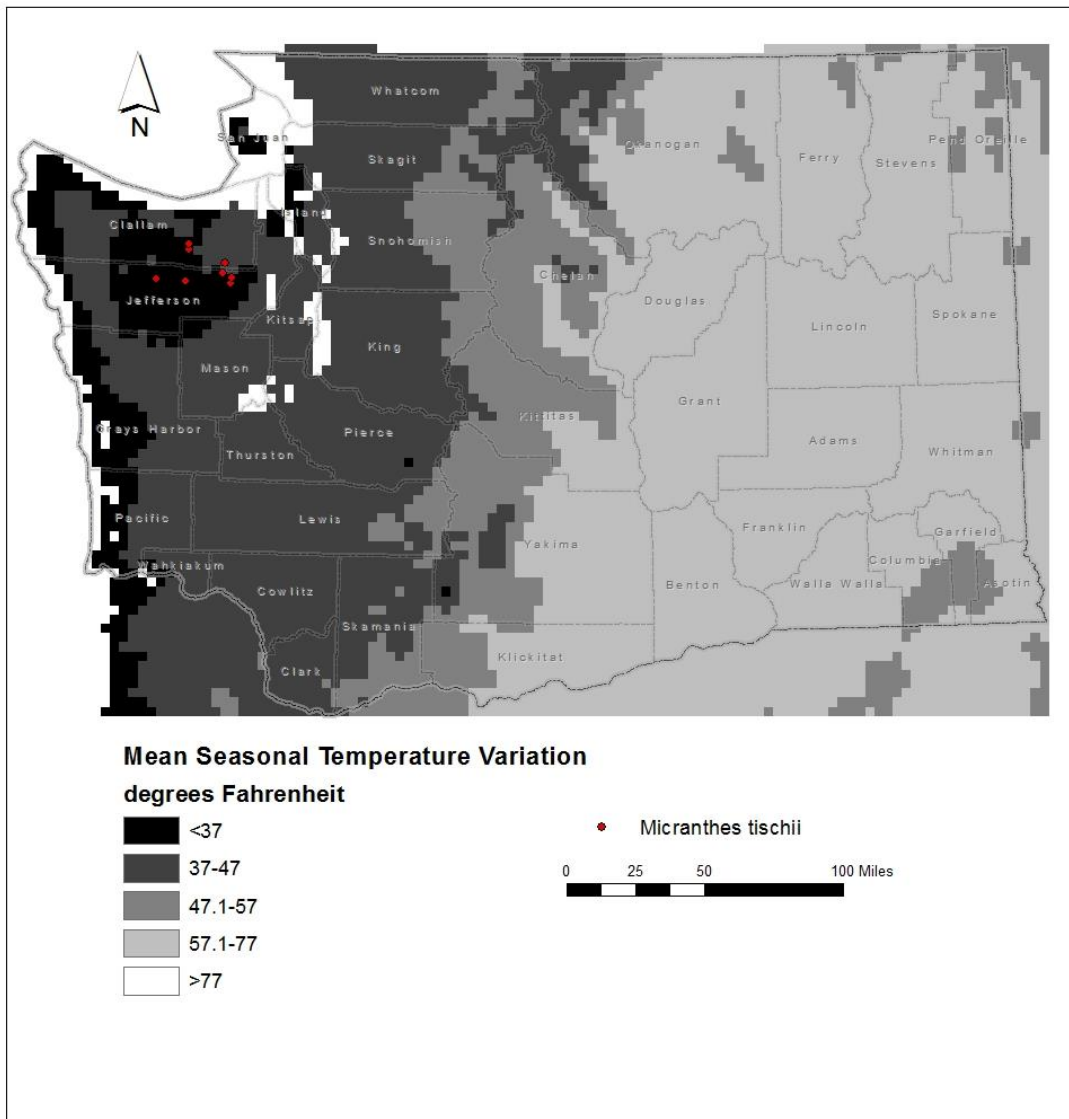 N
Whatcom
San Juan
Okanogan
Pend Oreille
Skagit
Ferry
Stevens
Island
Clallam
Snohomish
Chelan
Jefferson
Douglas
Kitsap
Lincoln
Spokane
King
Mason
Grant
Kittitas
Grays Harbor
Pierce
Adams
Thurston
Whitman
Pacific
Lewis
Franklin
Garfield
Yakima
Wahkiakum
Columbia
Cowlitz
Benton
Walla Walla
Asotin
Skamania
Klickitat
Clark
Mean Seasonal Temperature Variation
degrees Fahrenheit
<37
37-47
47.1-57
57.1-77
>77
Micranthes tischii
0 25 50 100 Miles